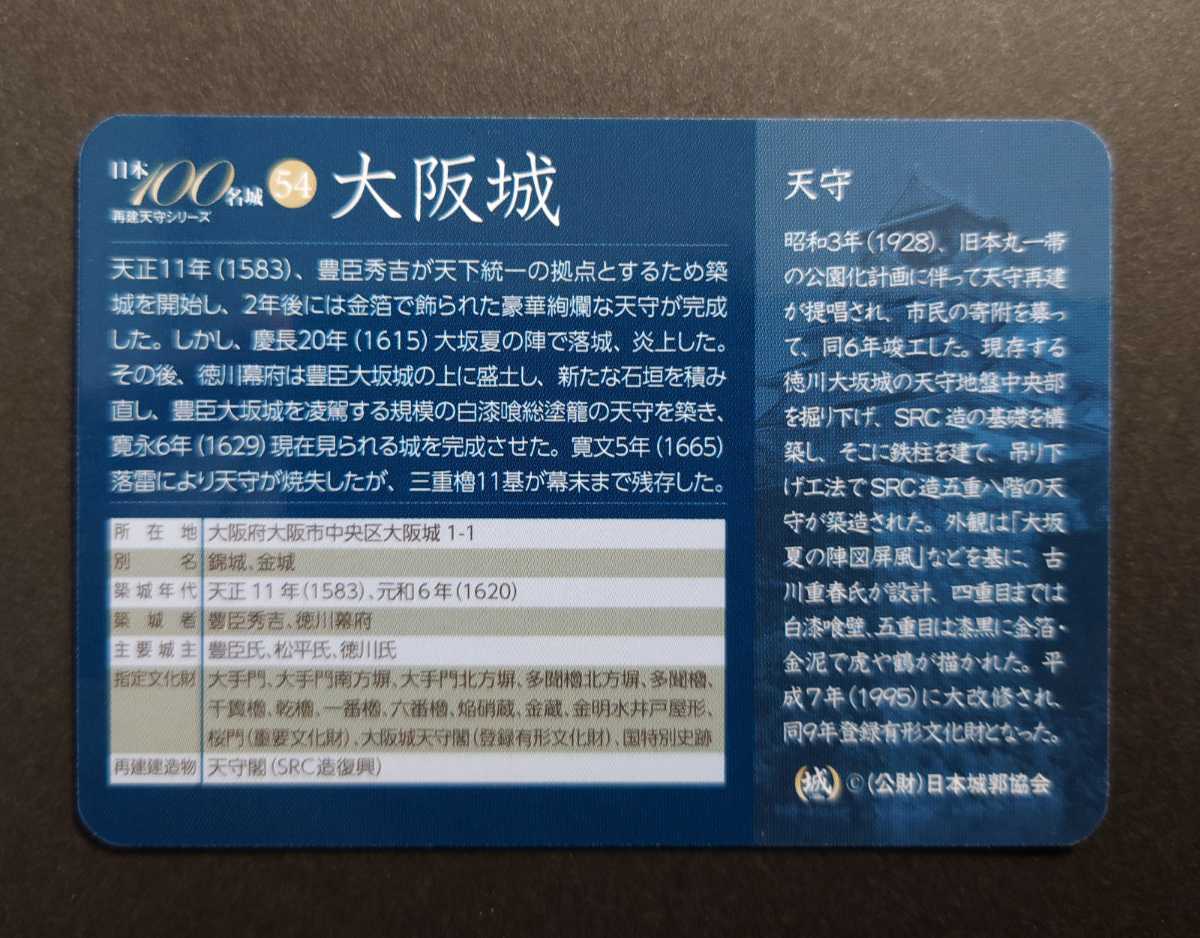 日本100名城
再建天守シリーズ
54
大阪城
天正11年(1583)、豊臣秀吉が天下統一の拠点とするため築
城を開始し、2年後には金箔で飾られた豪華絢爛な天守が完成
した。しかし、慶長20年(1615)大坂夏の陣で落城、炎上した。
その後、徳川幕府は豊臣大坂城の上に盛土し、新たな石垣を積み
直し、豊臣大坂城を凌駕する規模の白漆喰総塗籠の天守を築き、
寛永6年(1629)現在見られる城を完成させた。寛文5年(1665)
落雷により天守が焼失したが、三重櫓11基が幕末まで残存した。
所在地 大阪府大阪市中央区大阪城1-1
別名 錦城、金城
築城年代 天正11年(1583)、元和6年(1620)
築城者 豊臣秀吉、徳川幕府
主要城主 豊臣氏、松平氏、徳川氏
指定文化財 大手門、大手門南方塀、大手門北方塀、多聞櫓北方塀、多聞櫓、
千貫櫓、乾櫓、一番櫓、六番櫓、焔硝蔵、金蔵、金明水井戸屋形、
桜門(重要文化財)、大阪城天守閣(登録有形文化財)、国特別史跡
再建建造物 天守閣(SRC造復興)
天守
昭和3年(1928)、旧本丸一帯
の公園化計画に伴って天守再建
が提唱され、市民の寄附を募っ
て、同6年竣工した。現存する
徳川大坂城の天守地盤中央部
を掘り下げ、SRC造の基礎を構
築し、そこに鉄柱を建て、吊り下
げ工法でSRC造五重八階の天
守が築造された。外観は「大坂
夏の陣図屏風」などを基に、古
川重春氏が設計、四重目までは
白漆喰壁、五重目は漆黒に金箔・
金泥で虎や鶴が描かれた。平
成7年(1995)に大改修され、
同9年登録有形文化財となった。
城 ©(公財)日本城郭協会